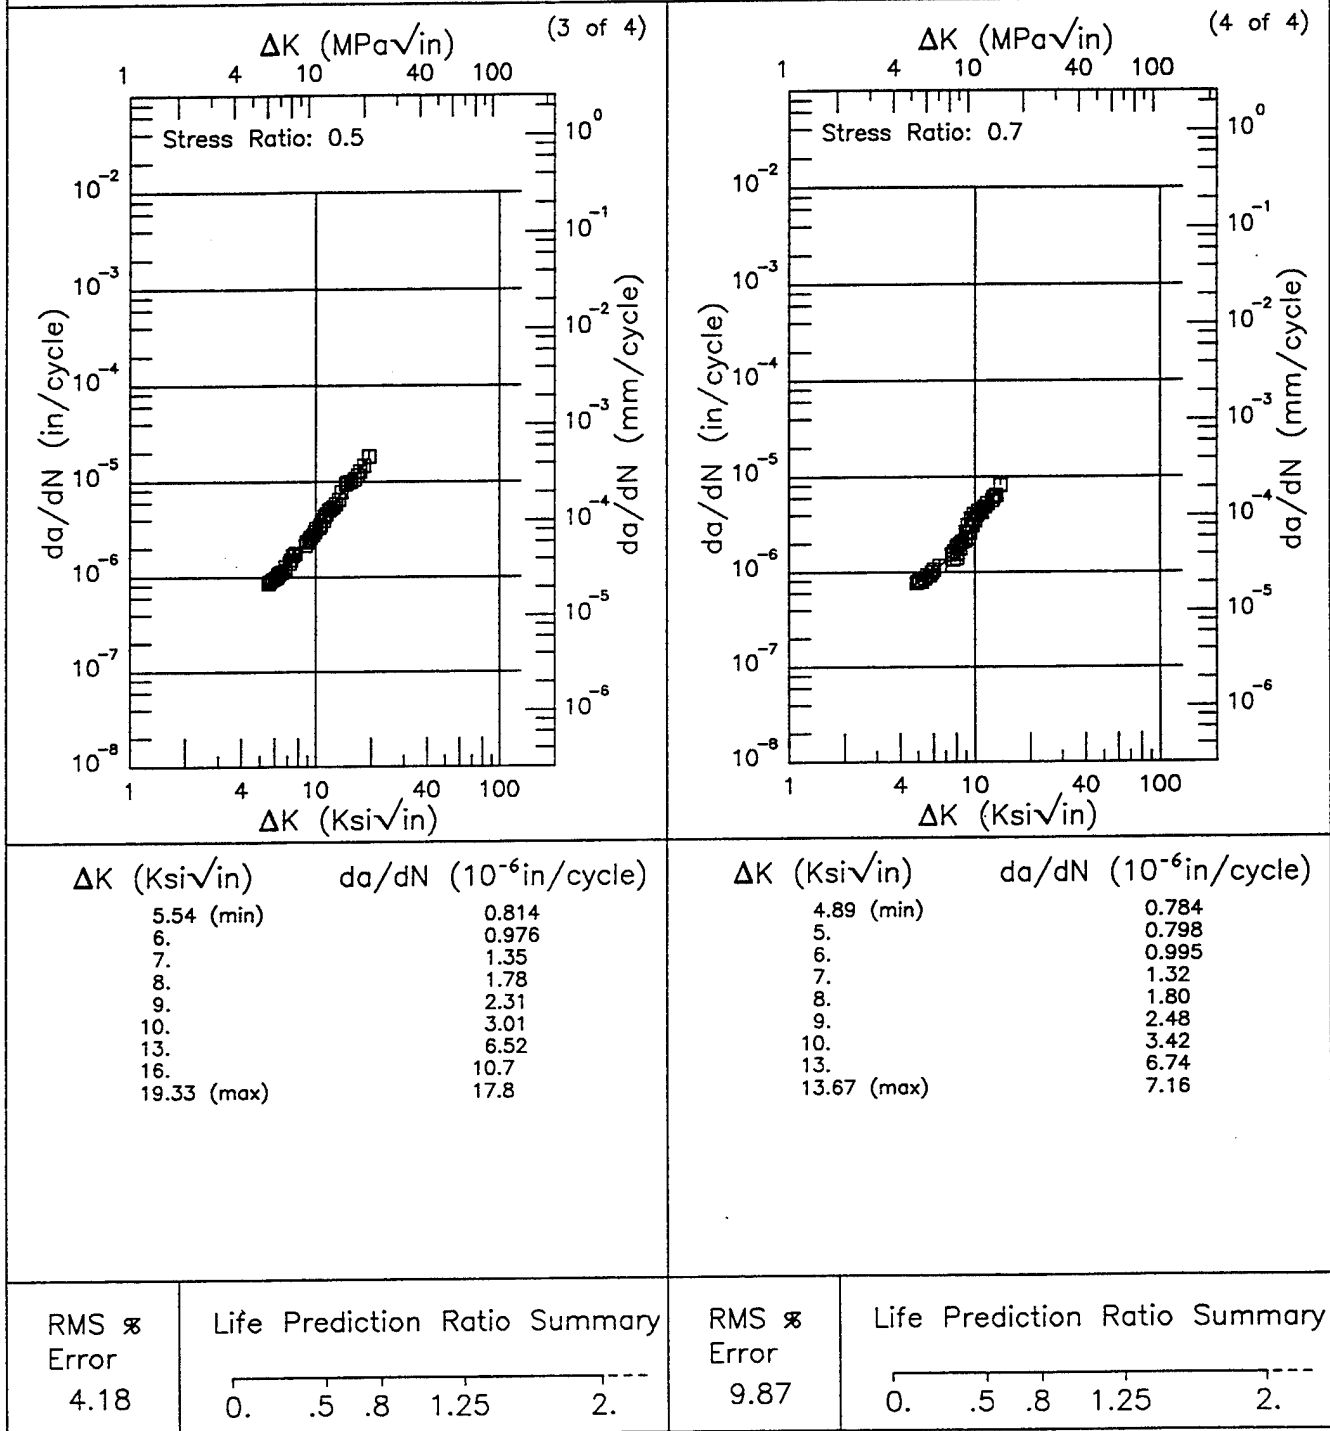 (3 of 4)
ΔK (MPa√in)
1 4 10 40 100
Stress Ratio: 0.5
10⁰
10⁻²
10⁻¹
10⁻³
10⁻²
10⁻⁴
10⁻³
10⁻⁵
10⁻⁴
10⁻⁶
10⁻⁵
10⁻⁷
10⁻⁶
10⁻⁸
da/dN (in/cycle)
da/dN (mm/cycle)
1 4 10 40 100
ΔK (Ksi√in)
ΔK (Ksi√in) da/dN (10⁻⁶in/cycle)
5.54 (min) 0.814
6. 0.976
7. 1.35
8. 1.78
9. 2.31
10. 3.01
13. 6.52
16. 10.7
19.33 (max) 17.8
RMS %
Error
4.18
Life Prediction Ratio Summary
0. .5 .8 1.25 2.
(4 of 4)
ΔK (MPa√in)
1 4 10 40 100
Stress Ratio: 0.7
10⁰
10⁻²
10⁻¹
10⁻³
10⁻²
10⁻⁴
10⁻³
10⁻⁵
10⁻⁴
10⁻⁶
10⁻⁵
10⁻⁷
10⁻⁶
10⁻⁸
da/dN (in/cycle)
da/dN (mm/cycle)
1 4 10 40 100
ΔK (Ksi√in)
ΔK (Ksi√in) da/dN (10⁻⁶in/cycle)
4.89 (min) 0.784
5. 0.798
6. 0.995
7. 1.32
8. 1.80
9. 2.48
10. 3.42
13. 6.74
13.67 (max) 7.16
RMS %
Error
9.87
Life Prediction Ratio Summary
0. .5 .8 1.25 2.